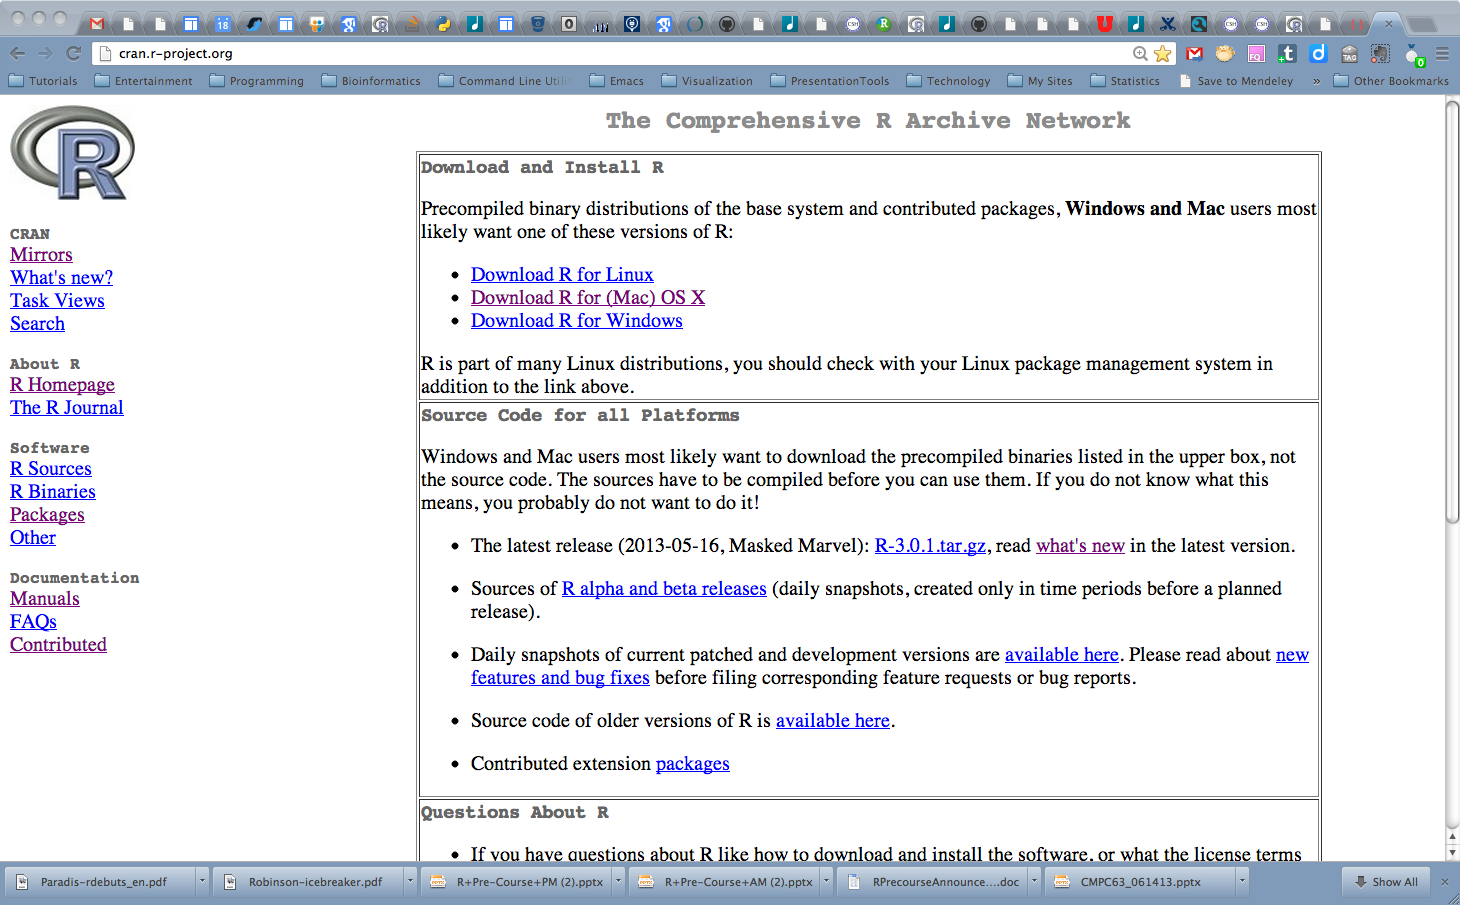 cran.r-project.org
Tutorials Entertainment Programming Bioinformatics Command Line Utili Emacs Visualization PresentationTools Technology My Sites Statistics Save to Mendeley » Other Bookmarks
The Comprehensive R Archive Network
CRAN
Mirrors
What's new?
Task Views
Search
About R
R Homepage
The R Journal
Software
R Sources
R Binaries
Packages
Other
Documentation
Manuals
FAQs
Contributed
Download and Install R
Precompiled binary distributions of the base system and contributed packages, Windows and Mac users most
likely want one of these versions of R:
• Download R for Linux
• Download R for (Mac) OS X
• Download R for Windows
R is part of many Linux distributions, you should check with your Linux package management system in
addition to the link above.
Source Code for all Platforms
Windows and Mac users most likely want to download the precompiled binaries listed in the upper box, not
the source code. The sources have to be compiled before you can use them. If you do not know what this
means, you probably do not want to do it!
• The latest release (2013-05-16, Masked Marvel): R-3.0.1.tar.gz, read what's new in the latest version.
• Sources of R alpha and beta releases (daily snapshots, created only in time periods before a planned
release).
• Daily snapshots of current patched and development versions are available here. Please read about new
features and bug fixes before filing corresponding feature requests or bug reports.
• Source code of older versions of R is available here.
• Contributed extension packages
Questions About R
• If you have questions about R like how to download and install the software, or what the license terms
Paradis-rdebuts_en.pdf Robinson-icebreaker.pdf R+Pre-Course+PM (2).pptx R+Pre-Course+AM (2).pptx RPrecourseAnnounce....doc CMPC63_061413.pptx Show All